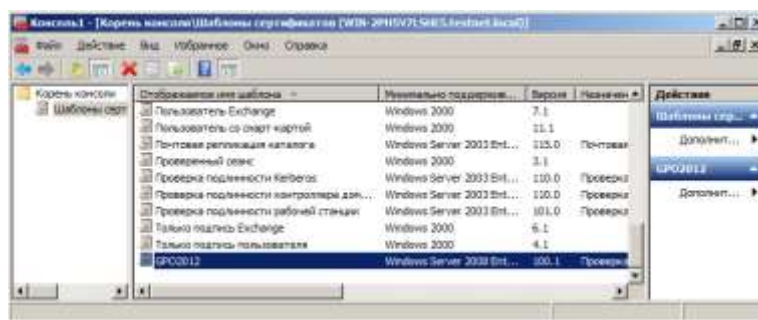 Консоль1 - [Корень консоли\Шаблоны сертификатов (WIN-2PH5V7L5HE5.testnet.local)]
Файл Действие Вид Избранное Окно Справка
Корень консоли
Шаблоны серт
Отображаемое имя шаблона Минимально поддержив... Версия Назначен
Пользователь Exchange Windows 2000 7.1
Пользователь со смарт-картой Windows 2000 11.1
Почтовая репликация каталога Windows Server 2003 Ent... 115.0 Почтовая
Проверенный сеанс Windows 2000 3.1
Проверка подлинности Kerberos Windows Server 2003 Ent... 110.0 Проверка
Проверка подлинности контроллера дом... Windows Server 2003 Ent... 110.0 Проверка
Проверка подлинности рабочей станции Windows Server 2003 Ent... 101.0 Проверка
Только подпись Exchange Windows 2000 6.1
Только подпись пользователя Windows 2000 4.1
GPO2012 Windows Server 2008 Ent... 100.1 Проверка
Действия
Шаблоны сер...
Дополнит...
GPO2012
Дополнит...